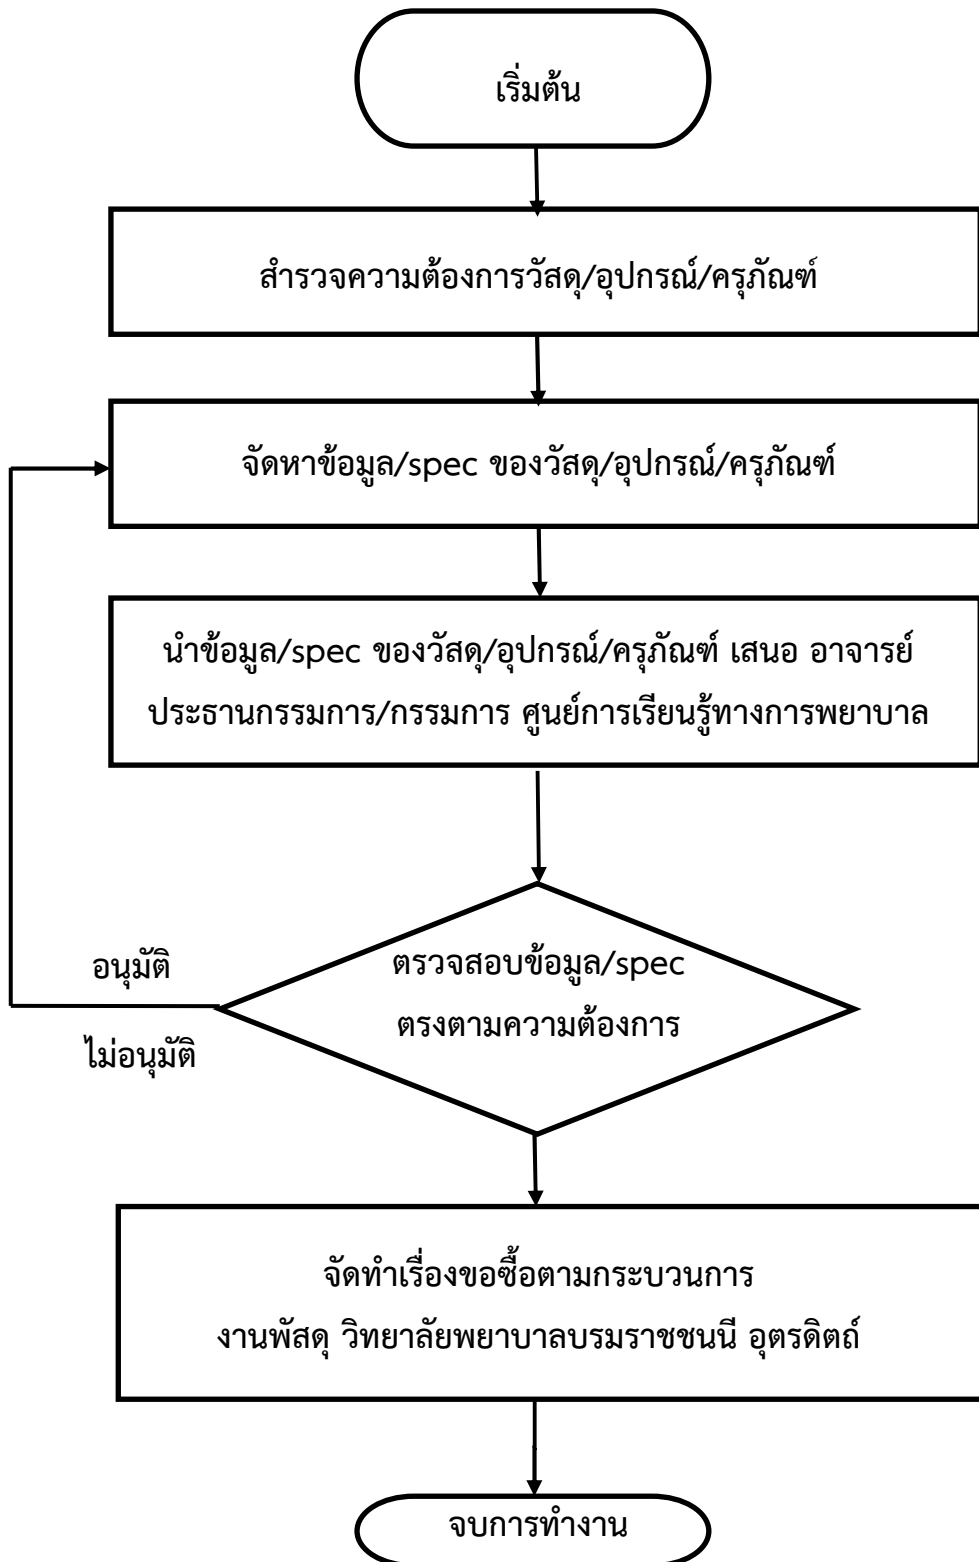 เริ่มต้น
สำรวจความต้องการวัสดุ/อุปกรณ์/ครุภัณฑ์
จัดหาข้อมูล/spec ของวัสดุ/อุปกรณ์/ครุภัณฑ์
นำข้อมูล/spec ของวัสดุ/อุปกรณ์/ครุภัณฑ์ เสนอ อาจารย์
ประธานกรรมการ/กรรมการ ศูนย์การเรียนรู้ทางการพยาบาล
อนุมัติ
ไม่อนุมัติ
ตรวจสอบข้อมูล/spec
ตรงตามความต้องการ
จัดทำเรื่องขอซื้อตามกระบวนการ
งานพัสดุ วิทยาลัยพยาบาลบรมราชชนนี อุตรดิตถ์
จบการทำงาน